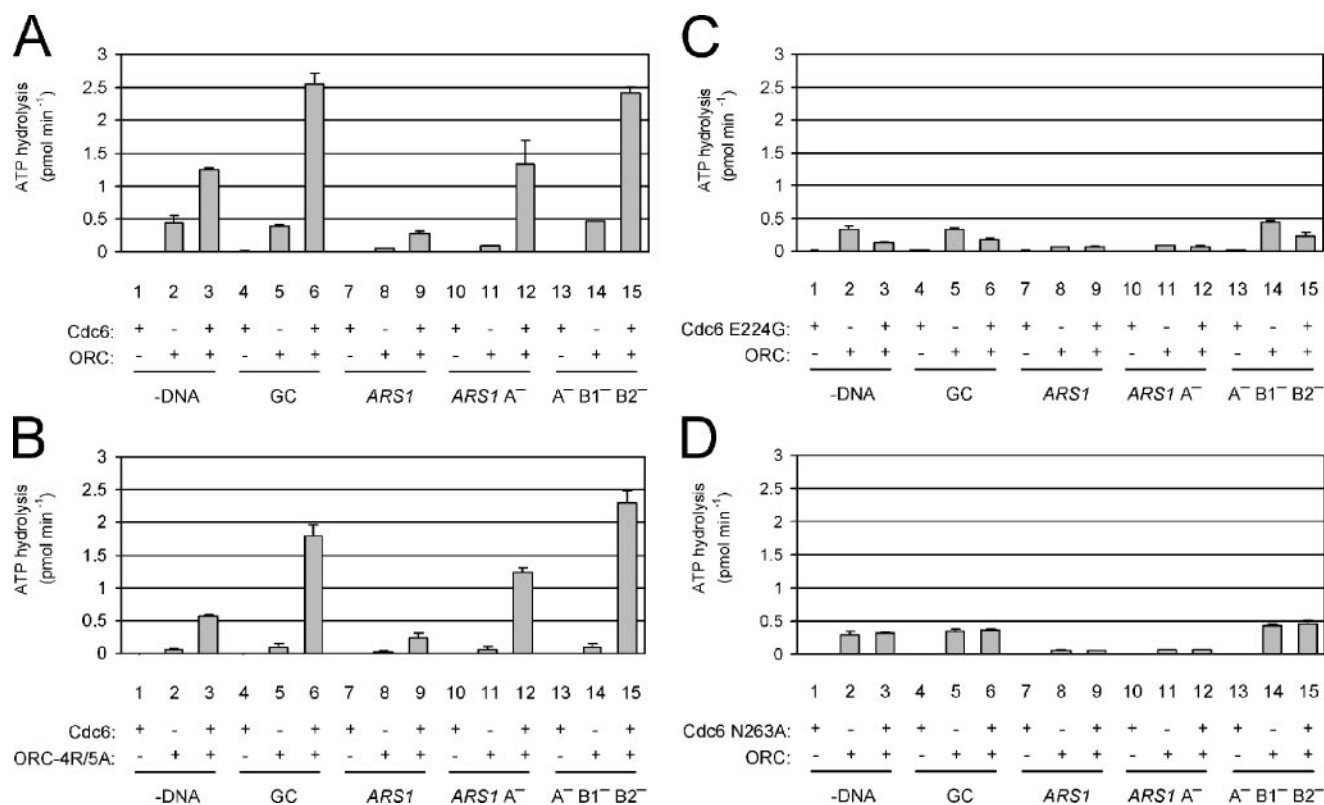 A
ATP hydrolysis
(pmol min -1)
3
2.5
2
1.5
1
0.5
0
1 2 3 4 5 6 7 8 9 10 11 12 13 14 15
Cdc6: + - + + - + + - + + - + + - +
ORC: - + + - + + - + + - + + - + +
-DNA GC ARS1 ARS1 A– A– B1– B2–
B
ATP hydrolysis
(pmol min -1)
3
2.5
2
1.5
1
0.5
0
1 2 3 4 5 6 7 8 9 10 11 12 13 14 15
Cdc6: + - + + - + + - + + - + + - +
ORC-4R/5A: - + + - + + - + + - + + - + +
-DNA GC ARS1 ARS1 A– A– B1– B2–
C
ATP hydrolysis
(pmol min -1)
3
2.5
2
1.5
1
0.5
0
1 2 3 4 5 6 7 8 9 10 11 12 13 14 15
Cdc6 E224G: + - + + - + + - + + - + + - +
ORC: - + + - + + - + + - + + - + +
-DNA GC ARS1 ARS1 A– A– B1– B2–
D
ATP hydrolysis
(pmol min -1)
3
2.5
2
1.5
1
0.5
0
1 2 3 4 5 6 7 8 9 10 11 12 13 14 15
Cdc6 N263A: + - + + - + + - + + - + + - +
ORC: - + + - + + - + + - + + - + +
-DNA GC ARS1 ARS1 A– A– B1– B2–